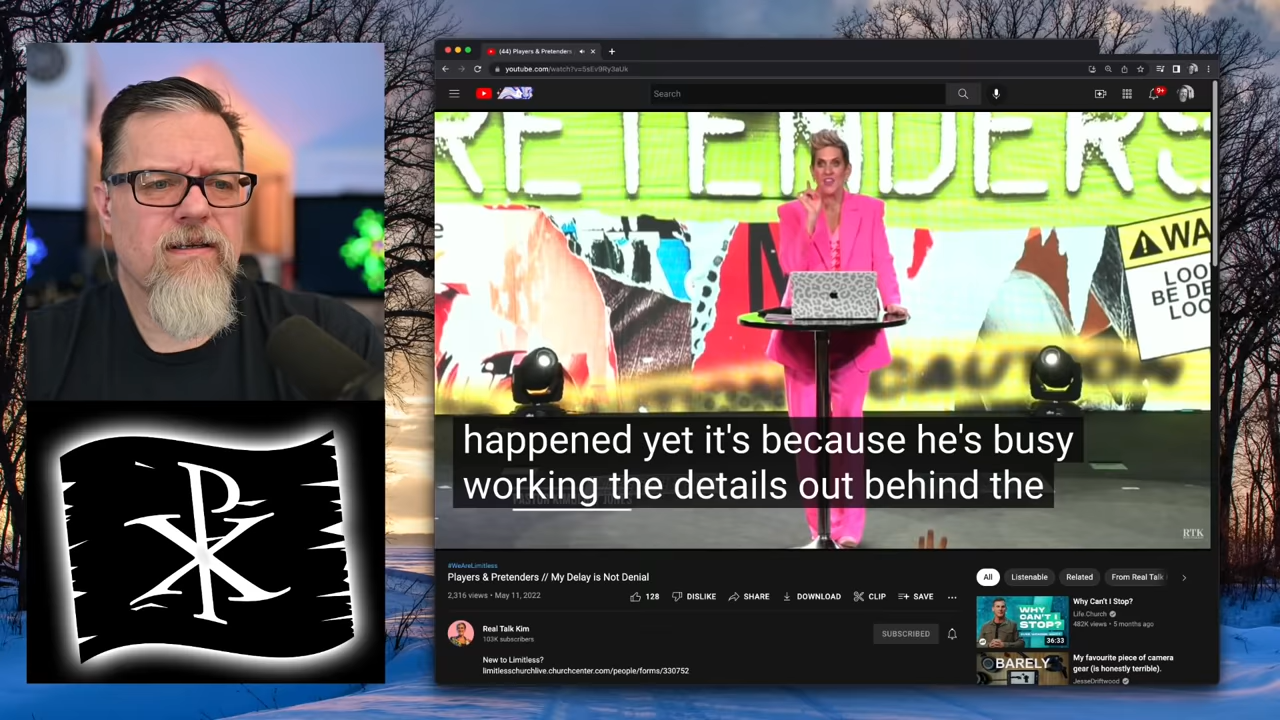 (44) Players & Pretenders
youtube.com/watch?v=SsEv9Ry3aUk
Search
9+
RETENDERS
WA
LOO
BE DE
LOO
CAUTION
happened yet it's because he's busy
working the details out behind the
RTK
#WeAreLimitless
Players & Pretenders // My Delay is Not Denial
2,316 views • May 11, 2022
128
DISLIKE
SHARE
DOWNLOAD
CLIP
SAVE
Real Talk Kim
103K subscribers
SUBSCRIBED
New to Limitless?
limitlesschurchlive.churchcenter.com/people/forms/330752
All
Listenable
Related
From Real Talk
WHY
CAN'T I
STOP?
36:33
Why Can't I Stop?
Life.Church
482K views • 5 months ago
BARELY
My favourite piece of camera
gear (is honestly terrible).
JesseDriftwood